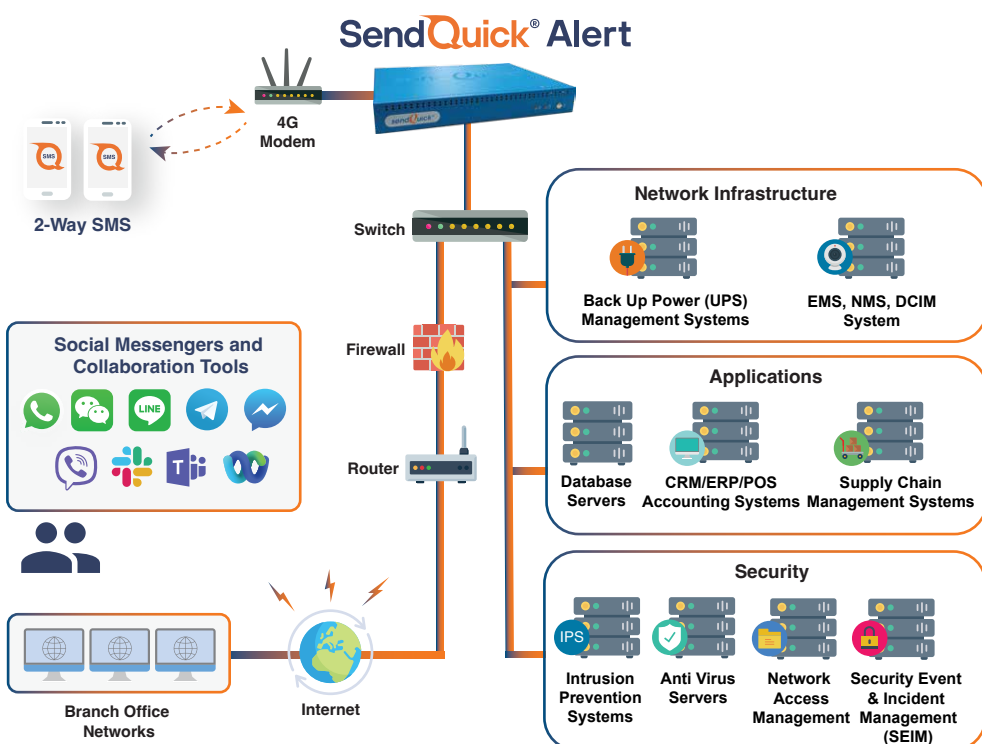 SendQuick® Alert
4G
Modem
sendQuick
SMS
SMS
2-Way SMS
Switch
Network Infrastructure
Back Up Power (UPS)
Management Systems
EMS, NMS, DCIM
System
Firewall
Social Messengers and
Collaboration Tools
LINE
T
Router
Applications
Database
Servers
CRM/ERP/POS
Accounting Systems
Supply Chain
Management Systems
Security
IPS
Intrusion
Prevention
Systems
Anti Virus
Servers
Network
Access
Management
Security Event
& Incident
Management
(SEIM)
Internet
Branch Office
Networks